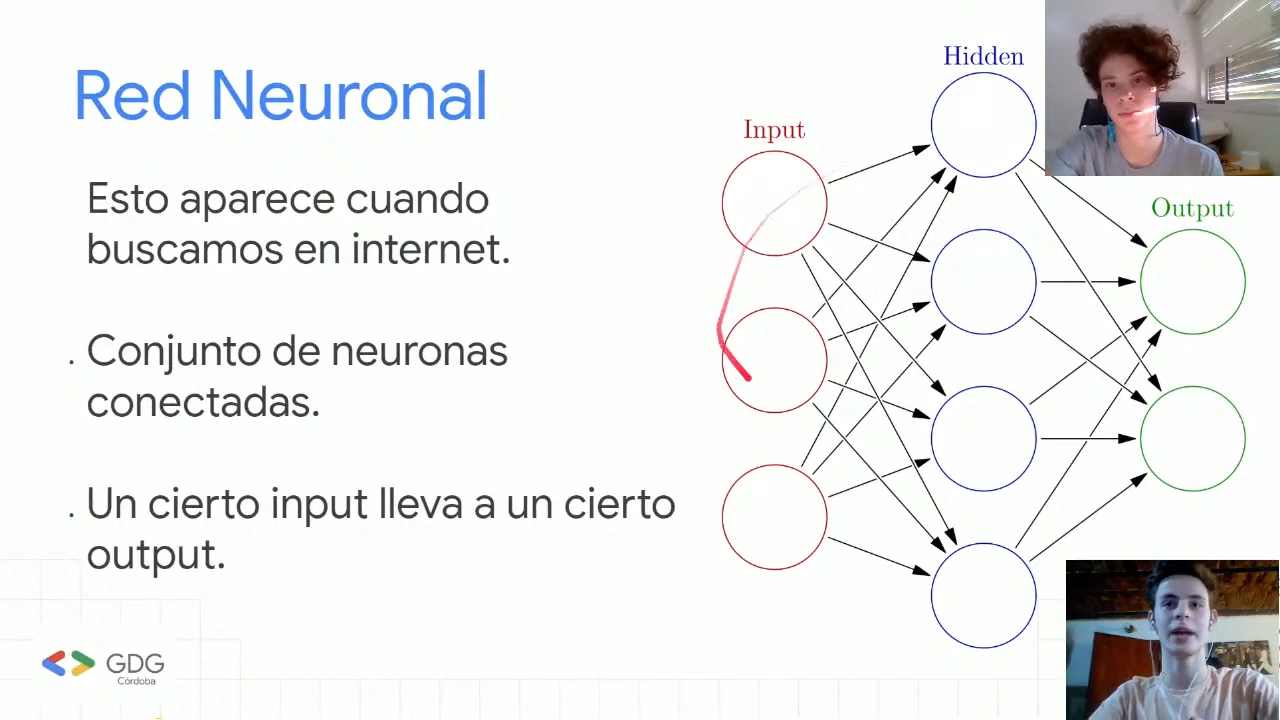 Red Neuronal
Esto aparece cuando
buscamos en internet.
. Conjunto de neuronas
conectadas.
. Un cierto input lleva a un cierto
output.
Input
Hidden
Output
GDG
Córdoba